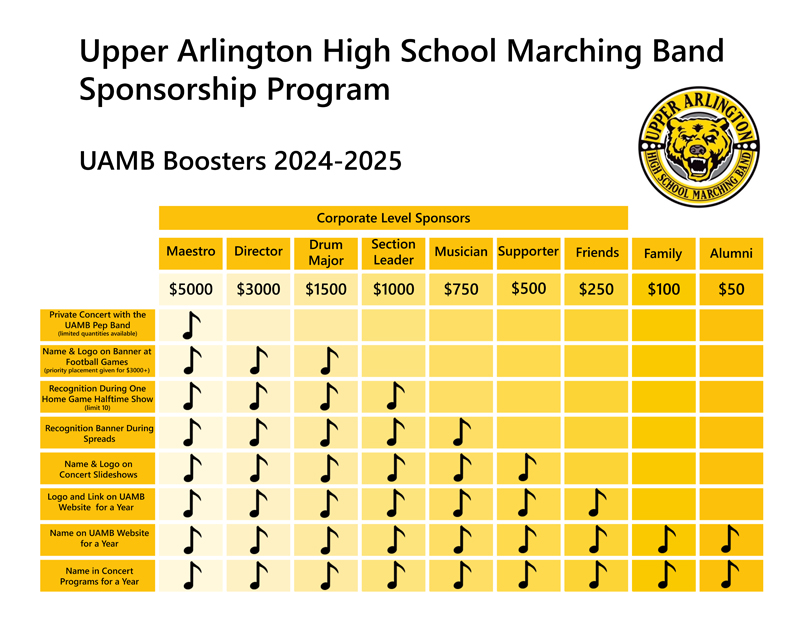 Upper Arlington High School Marching Band
Sponsorship Program
UAMB Boosters 2024-2025
UPPER ARLINGTON
HIGH SCHOOL MARCHING BAND
Corporate Level Sponsors
Maestro Director Drum Major Section Leader Musician Supporter Friends Family Alumni
$5000 $3000 $1500 $1000 $750 $500 $250 $100 $50
Private Concert with the
UAMB Pep Band
(limited quantities available)
Name & Logo on Banner at
Football Games
(priority placement given for $3000+)
Recognition During One
Home Game Halftime Show
(limit 10)
Recognition Banner During
Spreads
Name & Logo on
Concert Slideshows
Logo and Link on UAMB
Website for a Year
Name on UAMB Website
for a Year
Name in Concert
Programs for a Year